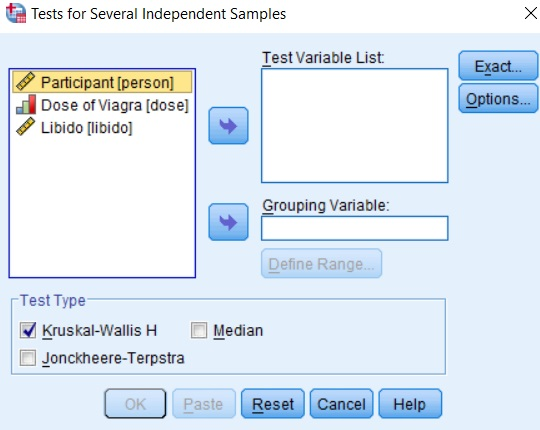 Tests for Several Independent Samples
Participant [person]
Dose of Viagra [dose]
Libido [libido]
Test Variable List:
Grouping Variable:
Define Range...
Exact...
Options...
Test Type
Kruskal-Wallis H
Median
Jonckheere-Terpstra
OK
Paste
Reset
Cancel
Help